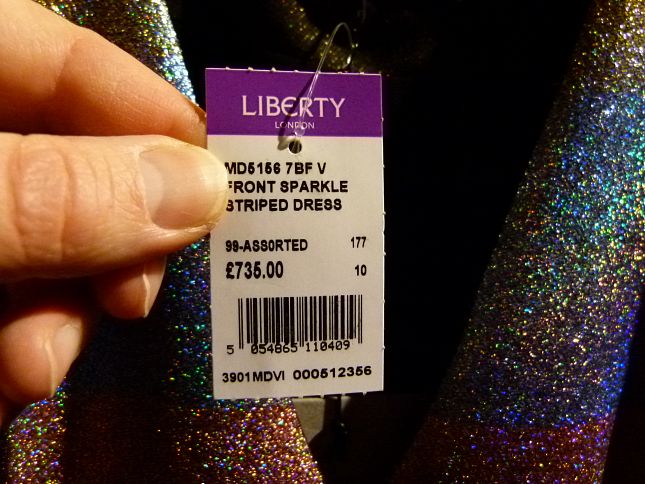 LIBERTY
LONDON
MD5156 7BF V
FRONT SPARKLE
STRIPED DRESS
99-ASSORTED 177
£735.00 10
5 054865 110409
3901MDVI 000512356